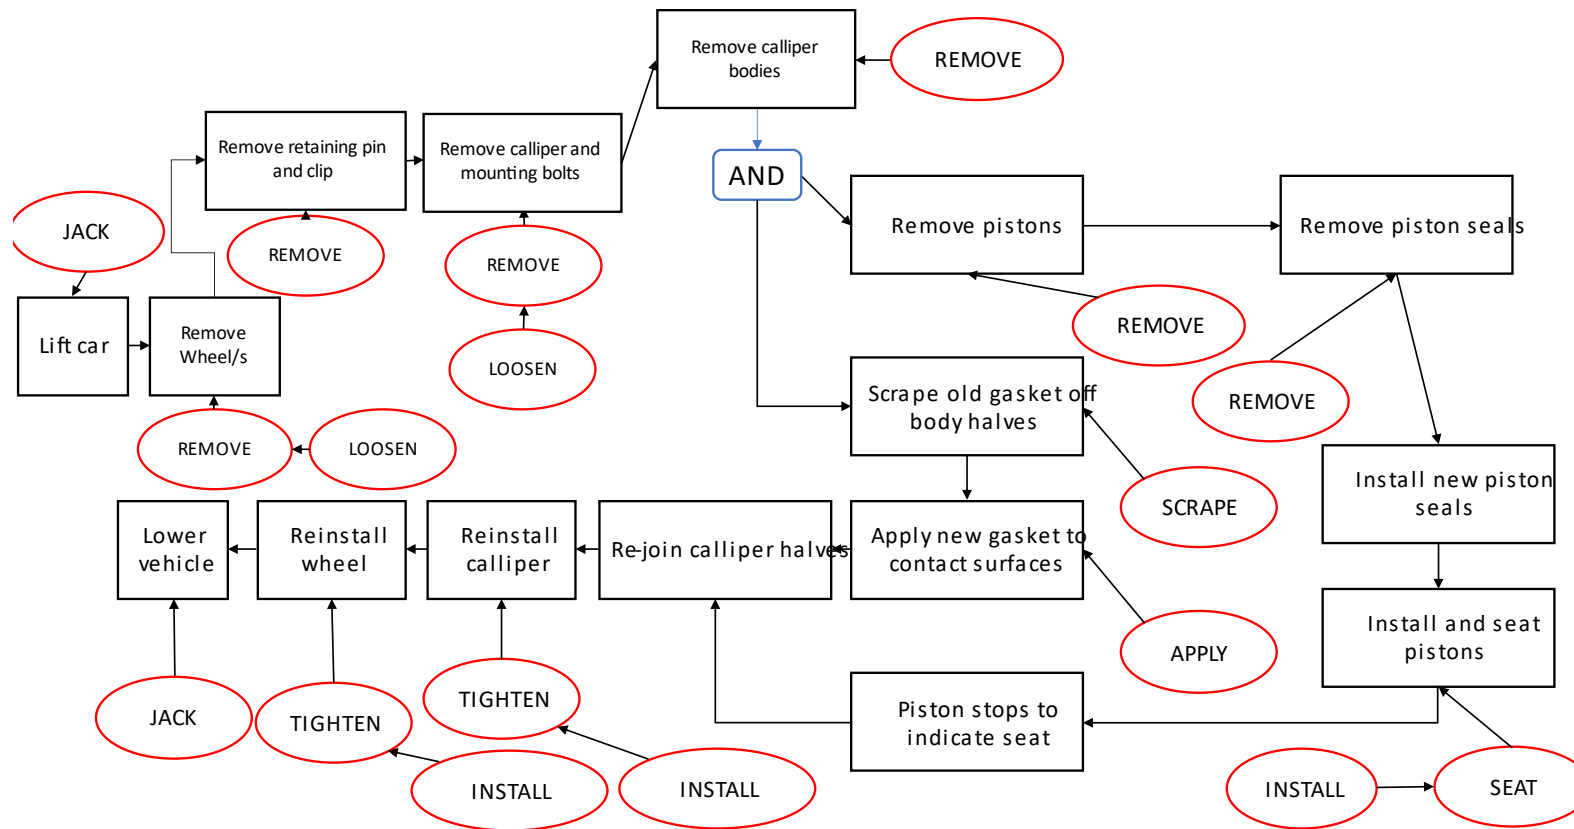 Remove calliper
bodies
REMOVE
Remove retaining pin
and clip
Remove calliper and
mounting bolts
AND
JACK
REMOVE
REMOVE
Remove pistons
Remove piston seals
Lift car
Remove
Wheel/s
LOOSEN
REMOVE
REMOVE
Scrape old gasket off
body halves
REMOVE
LOOSEN
SCRAPE
Install new piston
seals
Lower
vehicle
Reinstall
wheel
Reinstall
calliper
Re-join calliper halves
Apply new gasket to
contact surfaces
APPLY
Install and seat
pistons
JACK
TIGHTEN
TIGHTEN
Piston stops to
indicate seat
INSTALL
INSTALL
INSTALL
SEAT